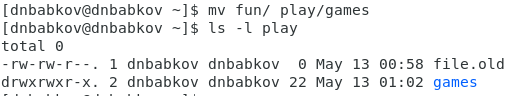 [dnbabkov@dnbabkov ~]$ mv fun/ play/games
[dnbabkov@dnbabkov ~]$ ls -l play
total 0
-rw-rw-r--. 1 dnbabkov dnbabkov  0 May 13 00:58 file.old
drwxrwxr-x. 2 dnbabkov dnbabkov 22 May 13 01:02 games